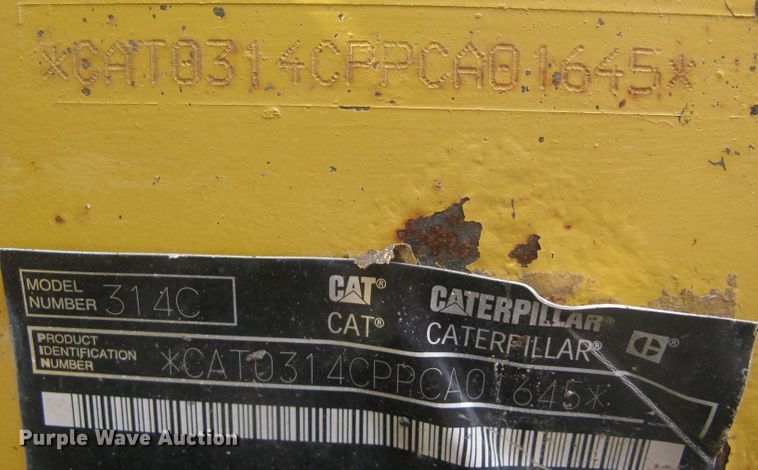 *CAT0314CPPCA01645*
MODEL NUMBER 314C
CAT CATERPILLAR
CAT® CATERPILLAR®
PRODUCT IDENTIFICATION NUMBER *CAT0314CPPCA01645*
Purple Wave Auction